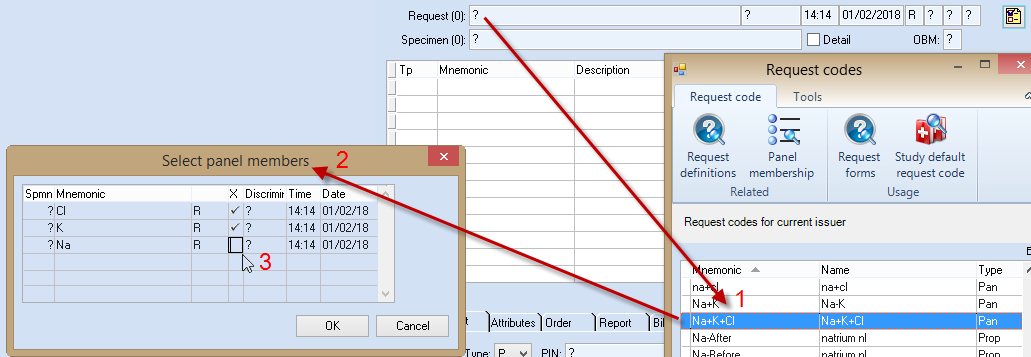 Request (0): ? ? 14:14 01/02/2018 R ? ? ?
Specimen (0): ? Detail OBM: ?
Tp Mnemonic Description
Request codes
Request code Tools
Request definitions
Panel membership
Request forms
Study default request code
Related Usage
Request codes for current issuer
Mnemonic Name Type
na+cl na+cl Pan
Na+K Na-K Pan
1
Na+K+Cl Na+K+Cl Pan
Na-After natrium nl Prop
Na-Before natrium nl Prop
Select panel members
2
Spmn Mnemonic X Discrimin Time Date
? Cl R ✓ ? 14:14 01/02/18
? K R ✓ ? 14:14 01/02/18
? Na R ? 14:14 01/02/18
3
OK Cancel
Attributes Order Report Bil
Type: P PIN: ?